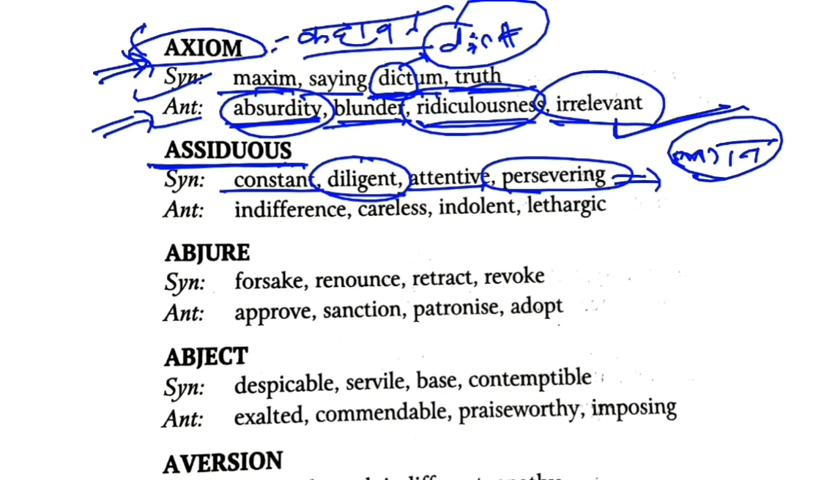 AXIOM :- कहावत
Syn: maxim, saying, dictum, truth
Ant: absurdity, blunder, ridiculousness, irrelevant
ASSIDUOUS
Syn: constant, diligent, attentive, persevering
Ant: indifference, careless, indolent, lethargic
ABJURE
Syn: forsake, renounce, retract, revoke
Ant: approve, sanction, patronise, adopt
ABJECT
Syn: despicable, servile, base, contemptible
Ant: exalted, commendable, praiseworthy, imposing
AVERSION